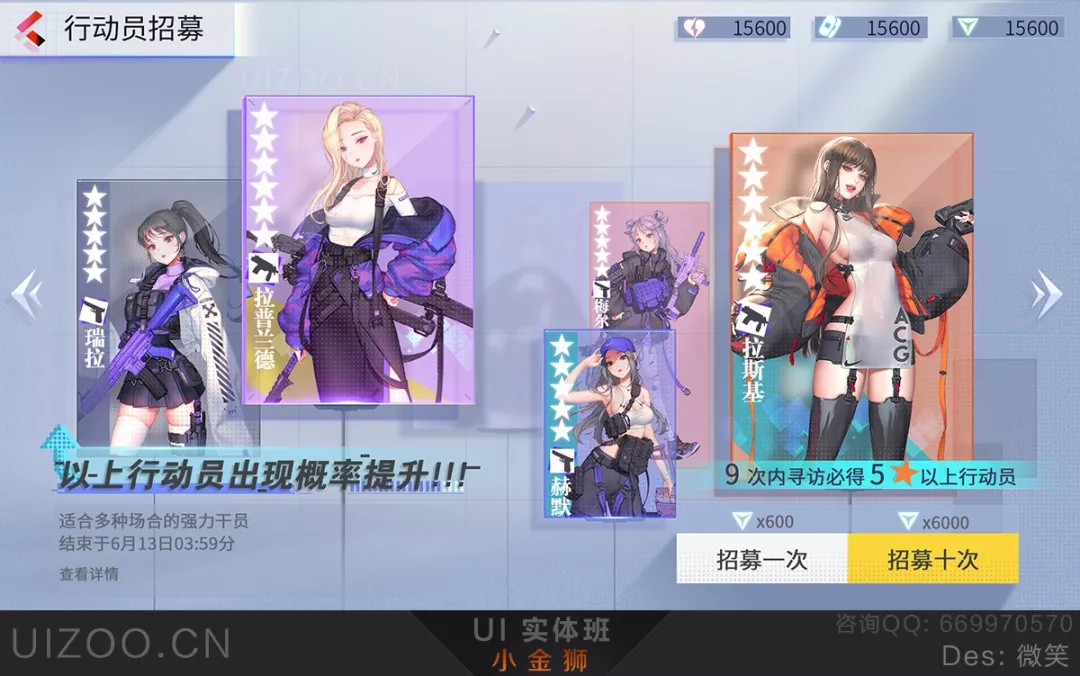 行动员招募
15600
15600
15600
UIZOO.CN
瑞拉
拉普兰德
梅尔
赫默
拉斯基
ACG
以上行动员出现概率提升!!!
适合多种场合的强力干员
结束于6月13日03:59分
查看详情
9次内寻访必得5以上行动员
x600
x6000
招募一次
招募十次
UIZOO.CN
UI 实体班
小金狮
咨询QQ: 669970570
Des: 微笑